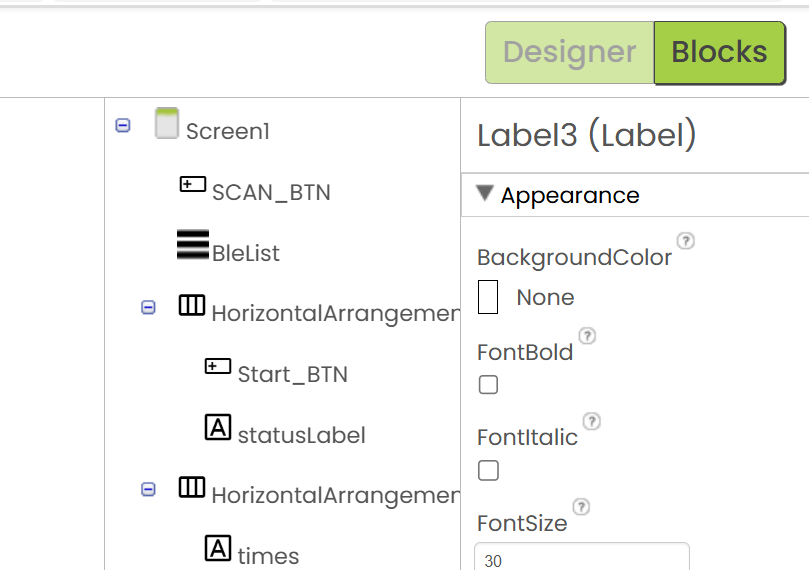 Designer Blocks
Screen1
SCAN_BTN
BleList
HorizontalArrangemen
Start_BTN
statusLabel
HorizontalArrangemen
times
Label3 (Label)
Appearance
BackgroundColor ?
None
FontBold ?
FontItalic ?
FontSize ?
30